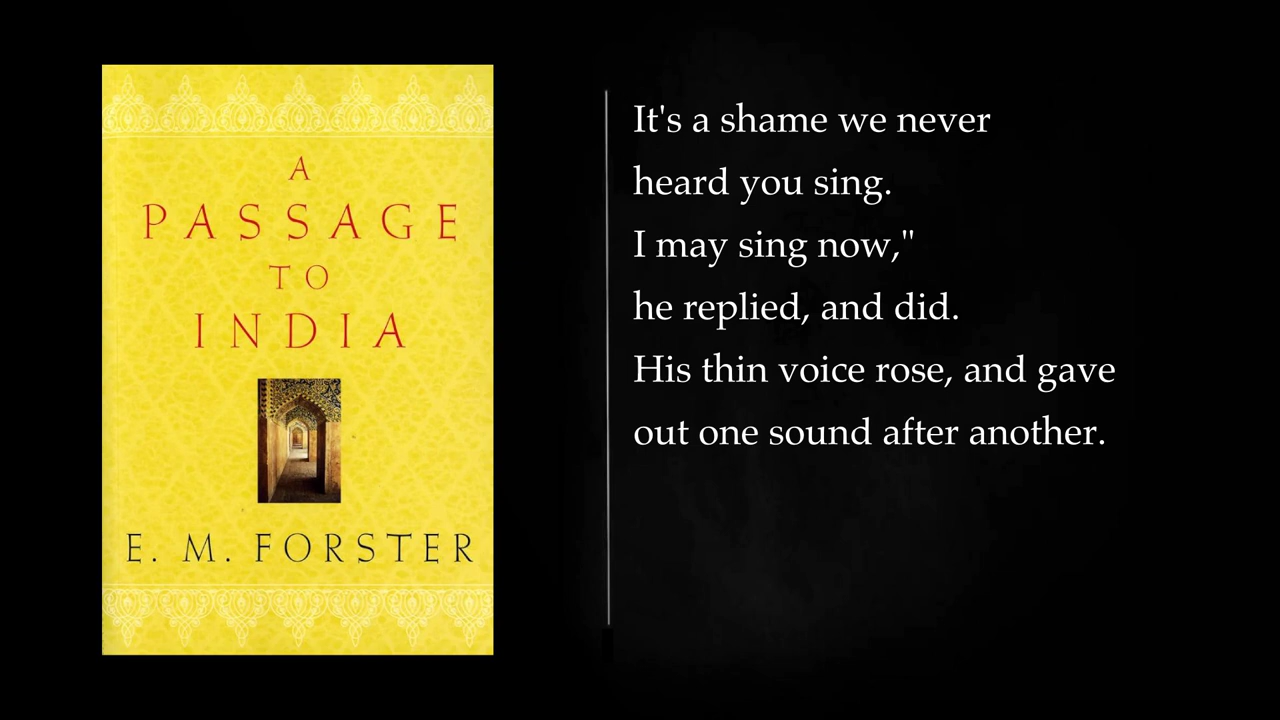 A
PASSAGE
TO
INDIA
E. M. FORSTER
It's a shame we never
heard you sing.
I may sing now,"
he replied, and did.
His thin voice rose, and gave
out one sound after another.